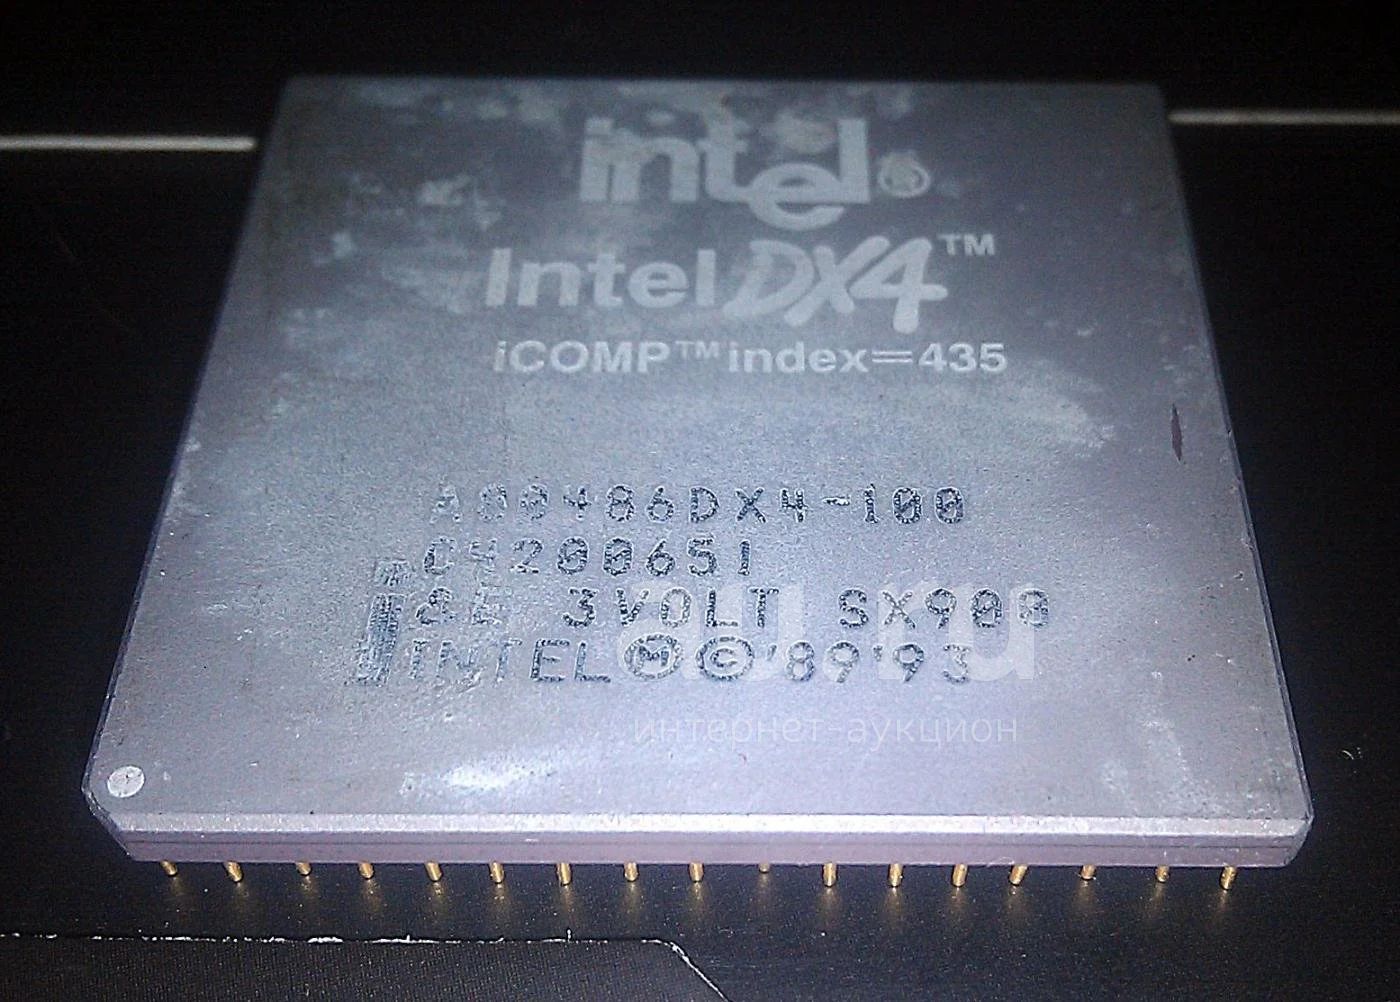 intel®
Intel DX4™
iCOMP™ index=435
A80486DX4-100
C4200651
&E 3VOLT SX900
INTEL Ⓜ © '89'93
au.ru
интернет-аукцион